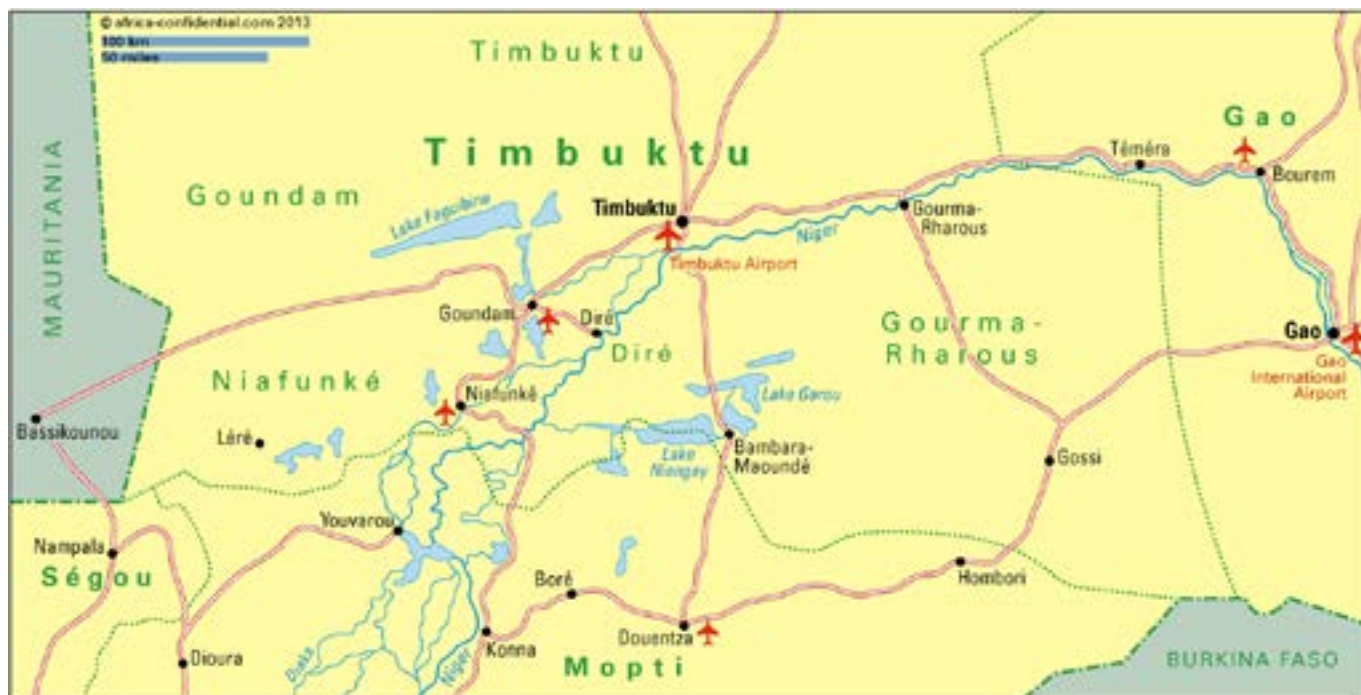 © africa-confidential.com 2013
100 km
50 miles
Timbuktu
Gao
Timbuktu
Téméra
Bourem
MAURITANIA
Goundam
Lake Faguibine
Timbuktu
Niger
Gourma-
Rharous
Timbuktu Airport
Goundam
Diré
Diré
Gourma-
Rharous
Gao
Gao
International
Airport
Niafunké
Niafunké
Lake Garou
Bassikounou
Léré
Lake
Niangay
Bambara-
Maoundé
Gossi
Youvarou
Nampala
Ségou
Boré
Hombori
Konna
Douentza
Dioura
Diaka
Niger
Mopti
BURKINA FASO